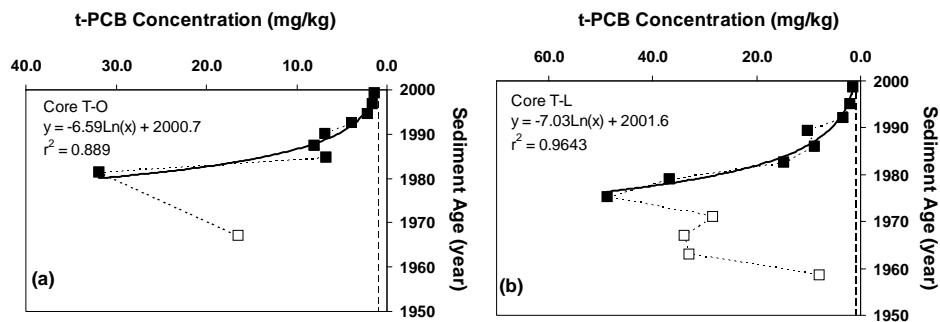 t-PCB Concentration (mg/kg)
40.0 30.0 20.0 10.0 0.0
Core T-O
y = -6.59Ln(x) + 2000.7
r² = 0.889
2000
1990
1980
1970
1960
1950
Sediment Age (year)
(a)
t-PCB Concentration (mg/kg)
60.0 40.0 20.0 0.0
Core T-L
y = -7.03Ln(x) + 2001.6
r² = 0.9643
2000
1990
1980
1970
1960
1950
Sediment Age (year)
(b)